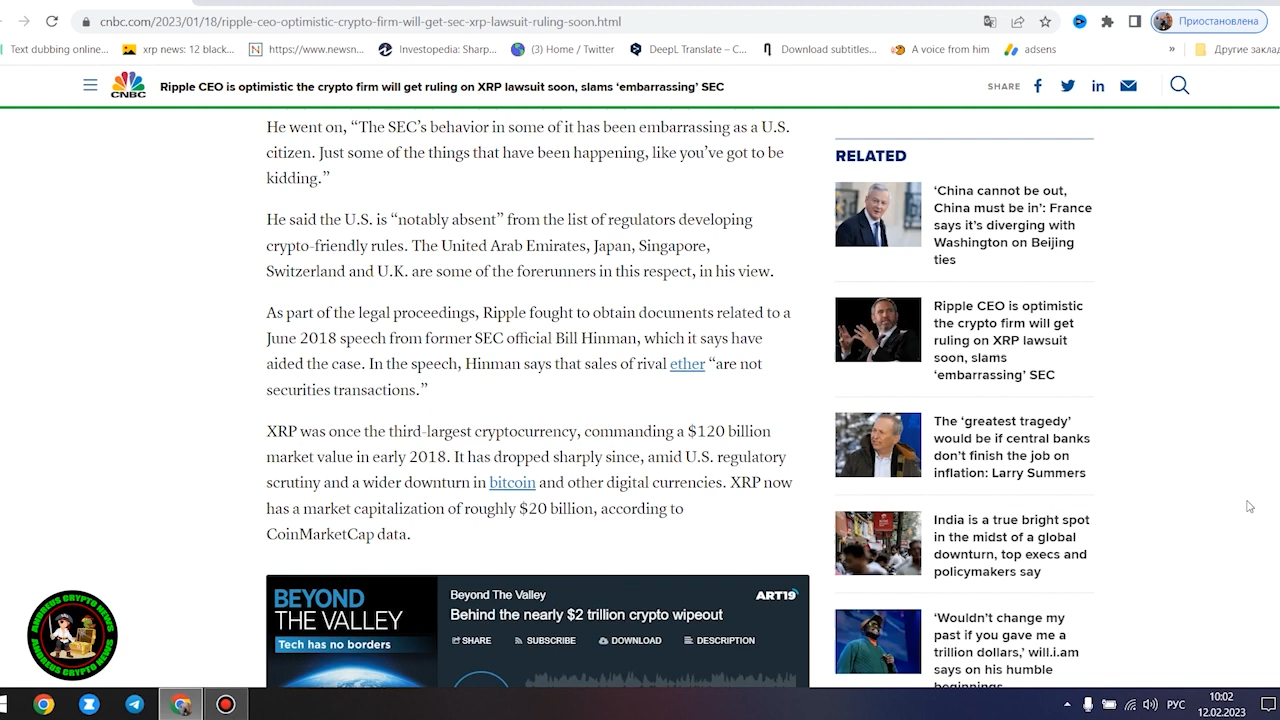 cnbc.com/2023/01/18/ripple-ceo-optimistic-crypto-firm-will-get-sec-xrp-lawsuit-ruling-soon.html
Приостановлена
Text dubbing online...
xrp news: 12 black...
https://www.newsn...
Investopedia: Sharp...
(3) Home / Twitter
DeepL Translate – C...
Download subtitles...
A voice from him
adsens
»
Другие заклад
CNBC
Ripple CEO is optimistic the crypto firm will get ruling on XRP lawsuit soon, slams ‘embarrassing’ SEC
SHARE
He went on, “The SEC’s behavior in some of it has been embarrassing as a U.S.
citizen. Just some of the things that have been happening, like you’ve got to be
kidding.”
He said the U.S. is “notably absent” from the list of regulators developing
crypto-friendly rules. The United Arab Emirates, Japan, Singapore,
Switzerland and U.K. are some of the forerunners in this respect, in his view.
As part of the legal proceedings, Ripple fought to obtain documents related to a
June 2018 speech from former SEC official Bill Hinman, which it says have
aided the case. In the speech, Hinman says that sales of rival ether “are not
securities transactions.”
XRP was once the third-largest cryptocurrency, commanding a $120 billion
market value in early 2018. It has dropped sharply since, amid U.S. regulatory
scrutiny and a wider downturn in bitcoin and other digital currencies. XRP now
has a market capitalization of roughly $20 billion, according to
CoinMarketCap data.
BEYOND
THE VALLEY
Tech has no borders
Beyond The Valley
Behind the nearly $2 trillion crypto wipeout
ART19
SHARE
SUBSCRIBE
DOWNLOAD
DESCRIPTION
RELATED
‘China cannot be out,
China must be in’: France
says it’s diverging with
Washington on Beijing
ties
Ripple CEO is optimistic
the crypto firm will get
ruling on XRP lawsuit
soon, slams
‘embarrassing’ SEC
The ‘greatest tragedy’
would be if central banks
don’t finish the job on
inflation: Larry Summers
India is a true bright spot
in the midst of a global
downturn, top execs and
policymakers say
‘Wouldn’t change my
past if you gave me a
trillion dollars,’ will.i.am
says on his humble
beginnings
ANDREUS CRYPTO NEWS
ANDREUS CRYPTO NEWS
РУС
10:02
12.02.2023